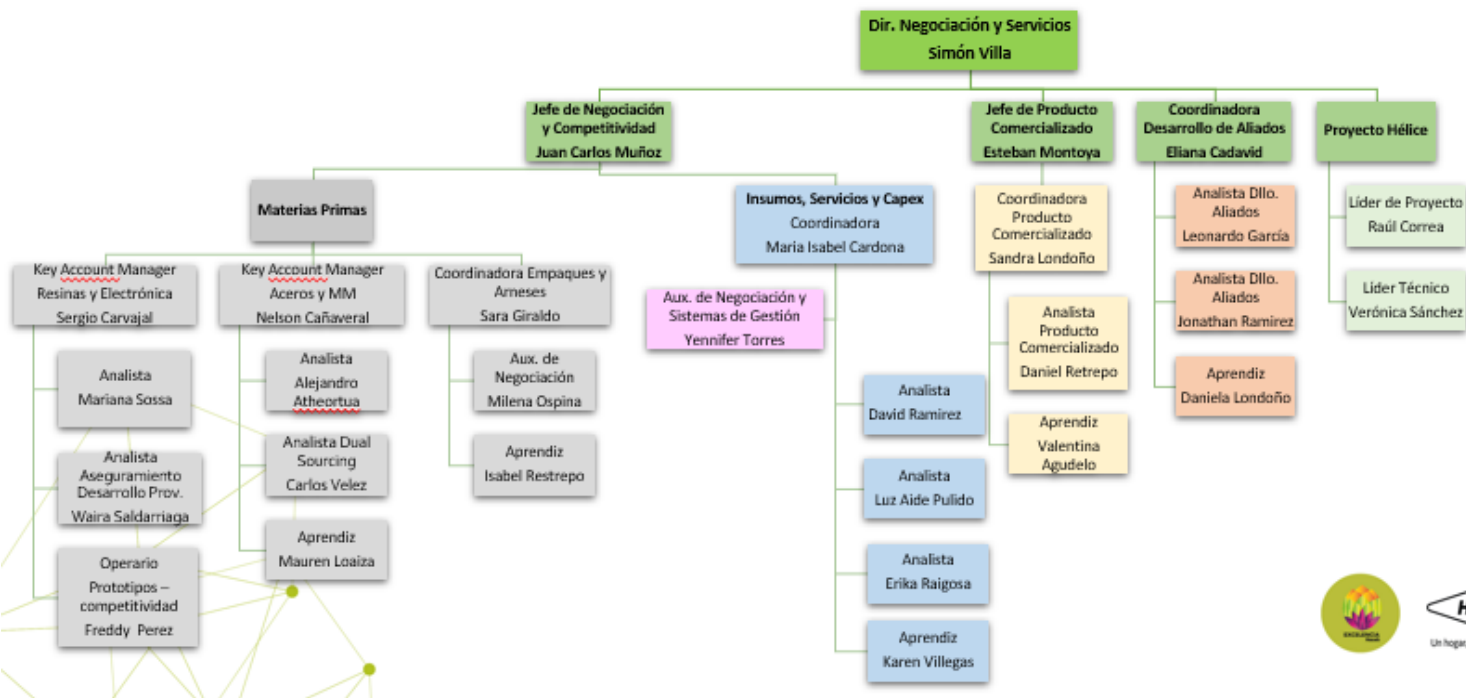 Dir. Negociación y Servicios
Simón Villa
Jefe de Negociación
y Competitividad
Juan Carlos Muñoz
Jefe de Producto
Comercializado
Esteban Montoya
Coordinadora
Desarrollo de Aliados
Eliana Cadavid
Proyecto Hélice
Materias Primas
Insumos, Servicios y Capex
Coordinadora
Maria Isabel Cardona
Coordinadora
Producto
Comercializado
Sandra Londoño
Analista Dllo.
Aliados
Leonardo García
Líder de Proyecto
Raúl Correa
Key Account Manager
Resinas y Electrónica
Sergio Carvajal
Key Account Manager
Aceros y MM
Nelson Cañaveral
Coordinadora Empaques y
Arneses
Sara Giraldo
Aux. de Negociación y
Sistemas de Gestión
Yennifer Torres
Analista
Producto
Comercializado
Daniel Retrepo
Analista Dllo.
Aliados
Jonathan Ramirez
Lider Técnico
Verónica Sánchez
Analista
Mariana Sossa
Analista
Alejandro
Atheortua
Aux. de
Negociación
Milena Ospina
Analista
David Ramirez
Aprendiz
Daniela Londoño
Analista
Aseguramiento
Desarrollo Prov.
Waira Saldarriaga
Analista Dual
Sourcing
Carlos Velez
Aprendiz
Isabel Restrepo
Analista
Luz Aide Pulido
Aprendiz
Valentina
Agudelo
Operario
Prototipos –
competitividad
Freddy Perez
Aprendiz
Mauren Loaiza
Analista
Erika Raigosa
Aprendiz
Karen Villegas
EXCELENCIA
H
Un hogar,